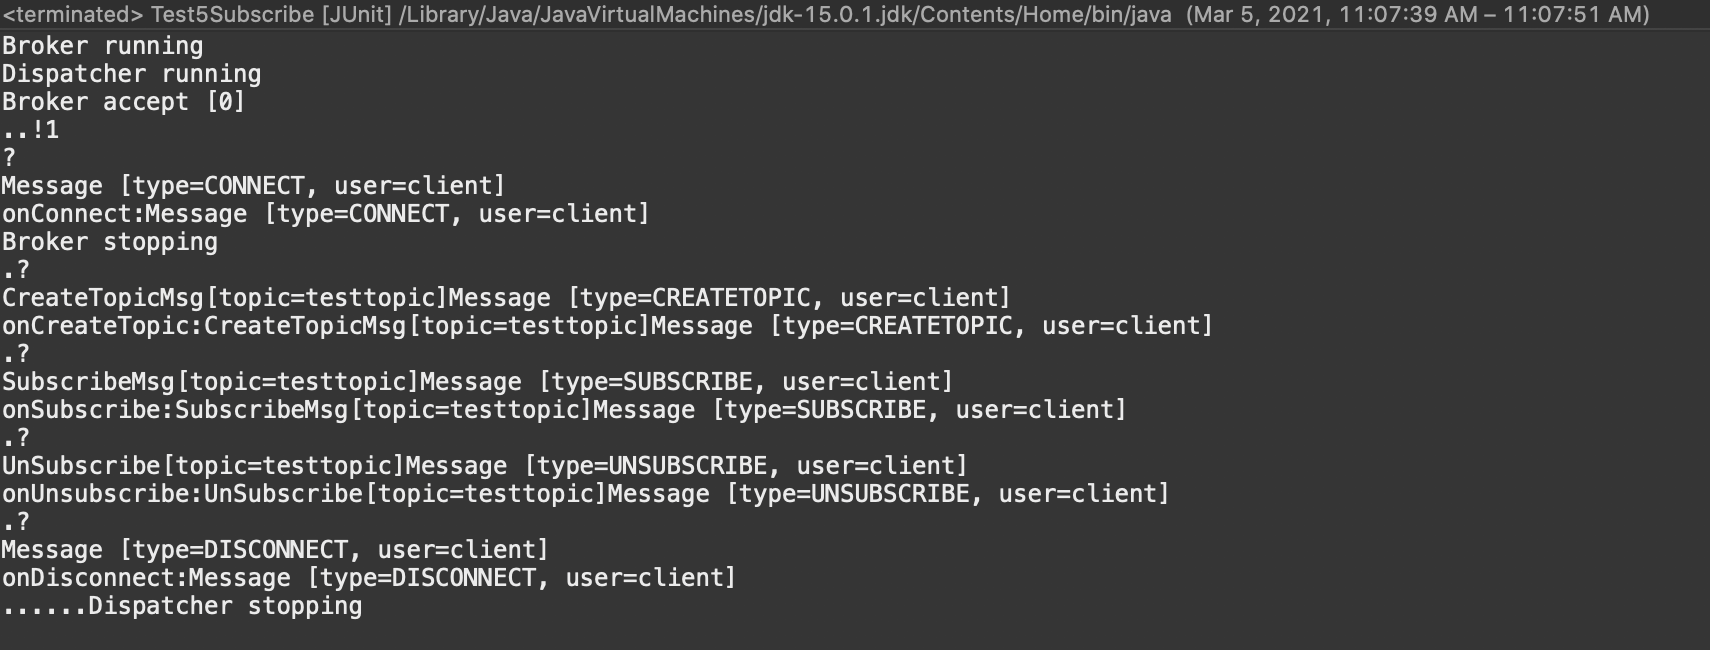 <terminated> Test5Subscribe [JUnit] /Library/Java/JavaVirtualMachines/jdk-15.0.1.jdk/Contents/Home/bin/java (Mar 5, 2021, 11:07:39 AM – 11:07:51 AM)
Broker running
Dispatcher running
Broker accept [0]
..!1
?
Message [type=CONNECT, user=client]
onConnect:Message [type=CONNECT, user=client]
Broker stopping
.?
CreateTopicMsg[topic=testtopic]Message [type=CREATETOPIC, user=client]
onCreateTopic:CreateTopicMsg[topic=testtopic]Message [type=CREATETOPIC, user=client]
.?
SubscribeMsg[topic=testtopic]Message [type=SUBSCRIBE, user=client]
onSubscribe:SubscribeMsg[topic=testtopic]Message [type=SUBSCRIBE, user=client]
.?
UnSubscribe[topic=testtopic]Message [type=UNSUBSCRIBE, user=client]
onUnsubscribe:UnSubscribe[topic=testtopic]Message [type=UNSUBSCRIBE, user=client]
.?
Message [type=DISCONNECT, user=client]
onDisconnect:Message [type=DISCONNECT, user=client]
......Dispatcher stopping